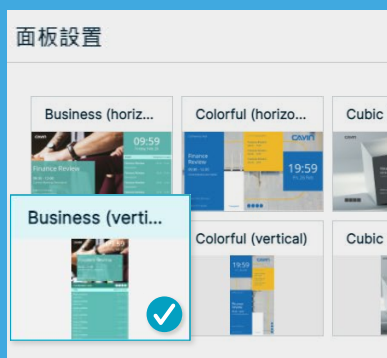 面板設置
Business (horiz...
Colorful (horizo...
Cubic
CAVIN
09:59
Finance Review
CAVIN
Finance
Review
19:59
Business (verti...
Colorful (vertical)
Cubic
19:59